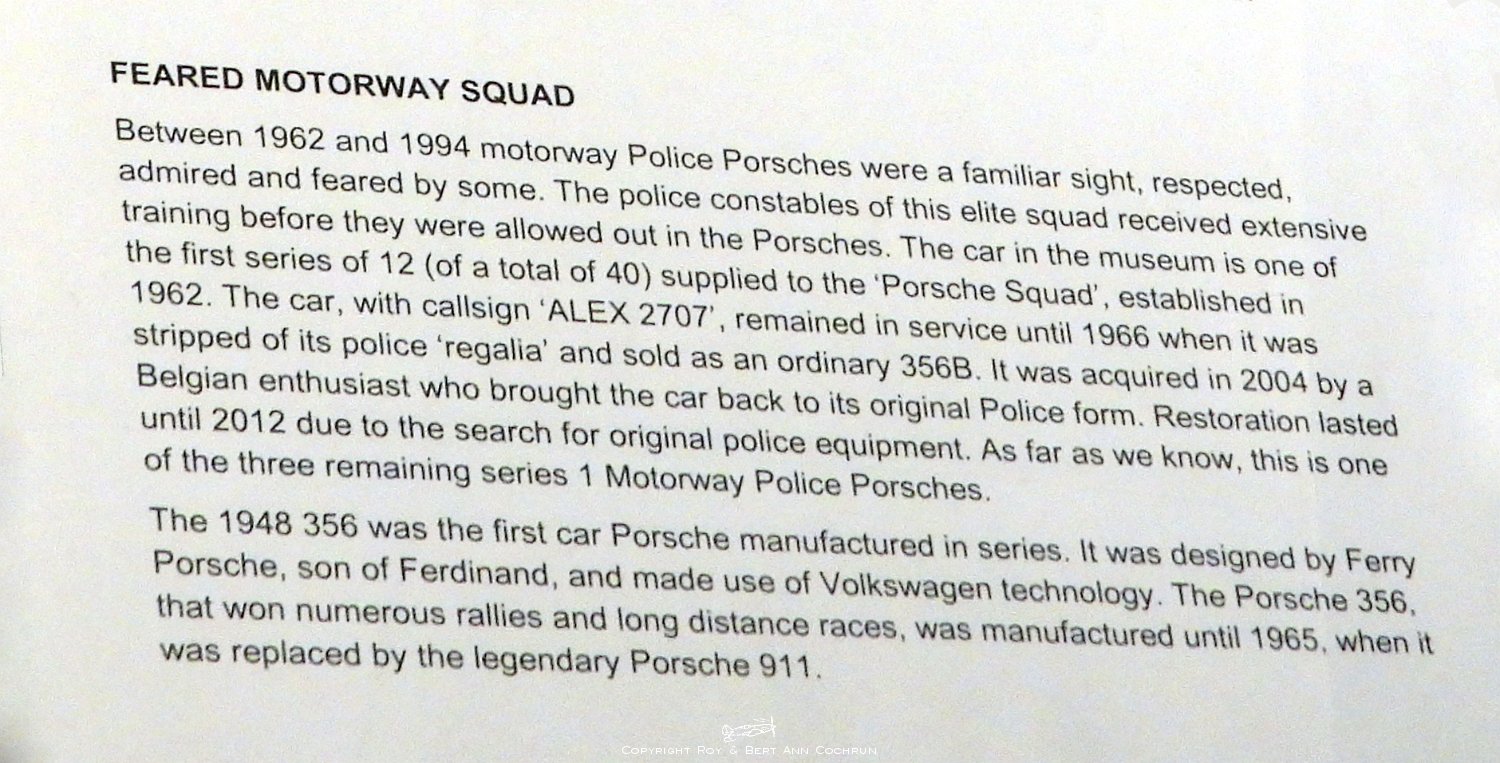 FEARED MOTORWAY SQUAD
Between 1962 and 1994 motorway Police Porsches were a familiar sight, respected,
admired and feared by some. The police constables of this elite squad received extensive
training before they were allowed out in the Porsches. The car in the museum is one of
the first series of 12 (of a total of 40) supplied to the ‘Porsche Squad’, established in
1962. The car, with callsign ‘ALEX 2707’, remained in service until 1966 when it was
stripped of its police ‘regalia’ and sold as an ordinary 356B. It was acquired in 2004 by a
Belgian enthusiast who brought the car back to its original Police form. Restoration lasted
until 2012 due to the search for original police equipment. As far as we know, this is one
of the three remaining series 1 Motorway Police Porsches.
The 1948 356 was the first car Porsche manufactured in series. It was designed by Ferry
Porsche, son of Ferdinand, and made use of Volkswagen technology. The Porsche 356,
that won numerous rallies and long distance races, was manufactured until 1965, when it
was replaced by the legendary Porsche 911.
Copyright Roy & Bert Ann Cochrun